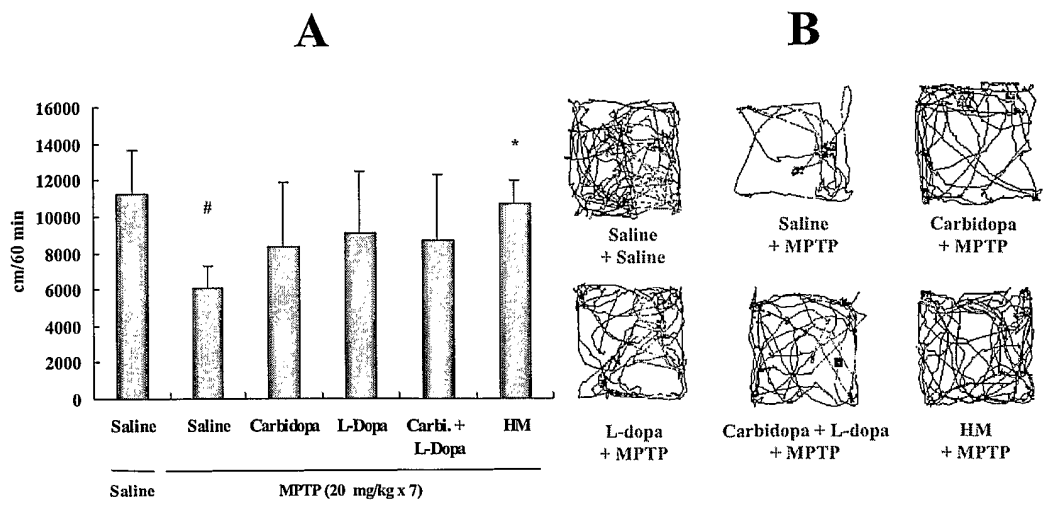 A
B
16000
14000
12000
10000
8000
6000
4000
2000
0
cm/60 min
#
*
Saline
Saline
Carbidopa
L-Dopa
Carbi. +
L-Dopa
HM
Saline
MPTP (20 mg/kg x 7)
Saline
+ Saline
Saline
+ MPTP
Carbidopa
+ MPTP
L-dopa
+ MPTP
Carbidopa + L-dopa
+ MPTP
HM
+ MPTP